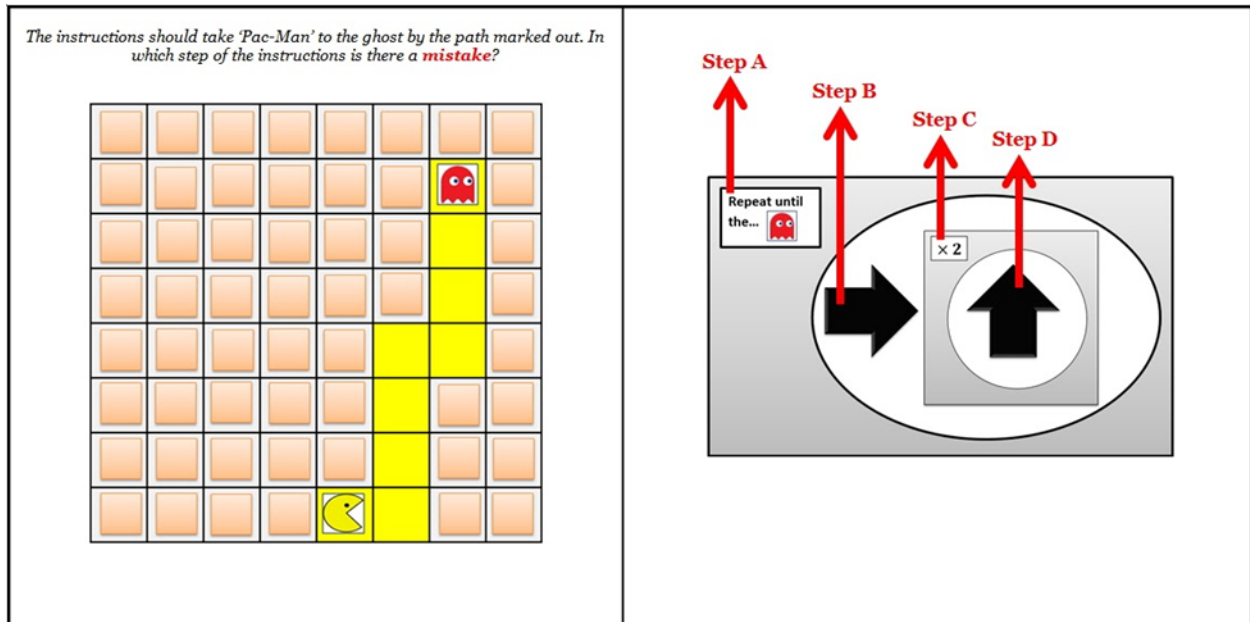 The instructions should take ‘Pac-Man’ to the ghost by the path marked out. In
which step of the instructions is there a mistake?
Step A
Step B
Step C
Step D
Repeat until
the...
× 2